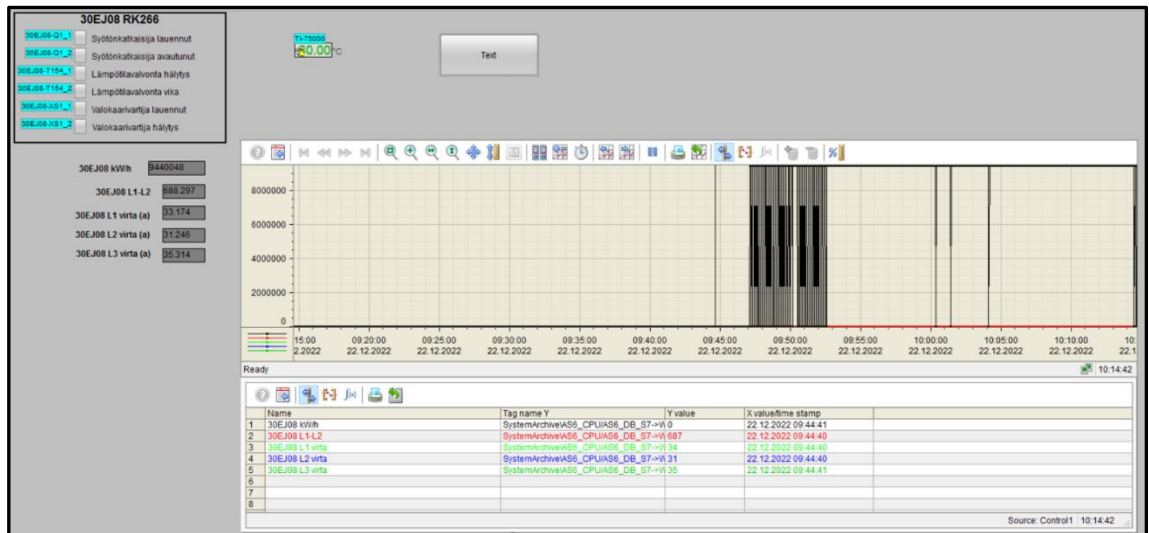 30EJ08 RK266
30EJ08-Q1_1 Syötönkatkaisija lauennut
30EJ08-Q1_2 Syötönkatkaisija avautunut
30EJ08-T154_1 Lämpötilavalvonta hälytys
30EJ08-T154_2 Lämpötilavalvonta vika
30EJ08-XS1_1 Valokaarivartija lauennut
30EJ08-XS1_2 Valokaarivartija hälytys
TI-75000
80.00 °C
Text
30EJ08 kW/h 9440048
30EJ08 L1-L2 688.297
30EJ08 L1 virta (a) 33.174
30EJ08 L2 virta (a) 31.246
30EJ08 L3 virta (a) 35.314
8000000
6000000
4000000
2000000
0
15:00 09:20:00 09:25:00 09:30:00 09:35:00 09:40:00 09:45:00 09:50:00 09:55:00 10:00:00 10:05:00 10:10:00 10:
2.2022 22.12.2022 22.12.2022 22.12.2022 22.12.2022 22.12.2022 22.12.2022 22.12.2022 22.12.2022 22.12.2022 22.12.2022 22.12.2022 22.1
Ready 10:14:42
Name Tag name Y Y value X value/time stamp
1 30EJ08 kW/h SystemArchive\AS6_CPU/AS6_DB_S7->W 0 22.12.2022 09:44:41
2 30EJ08 L1-L2 SystemArchive\AS6_CPU/AS6_DB_S7->W 687 22.12.2022 09:44:40
3 30EJ08 L1 virta SystemArchive\AS6_CPU/AS6_DB_S7->W 34 22.12.2022 09:44:40
4 30EJ08 L2 virta SystemArchive\AS6_CPU/AS6_DB_S7->W 31 22.12.2022 09:44:40
5 30EJ08 L3 virta SystemArchive\AS6_CPU/AS6_DB_S7->W 35 22.12.2022 09:44:41
6
7
8
Source: Control1 10:14:42